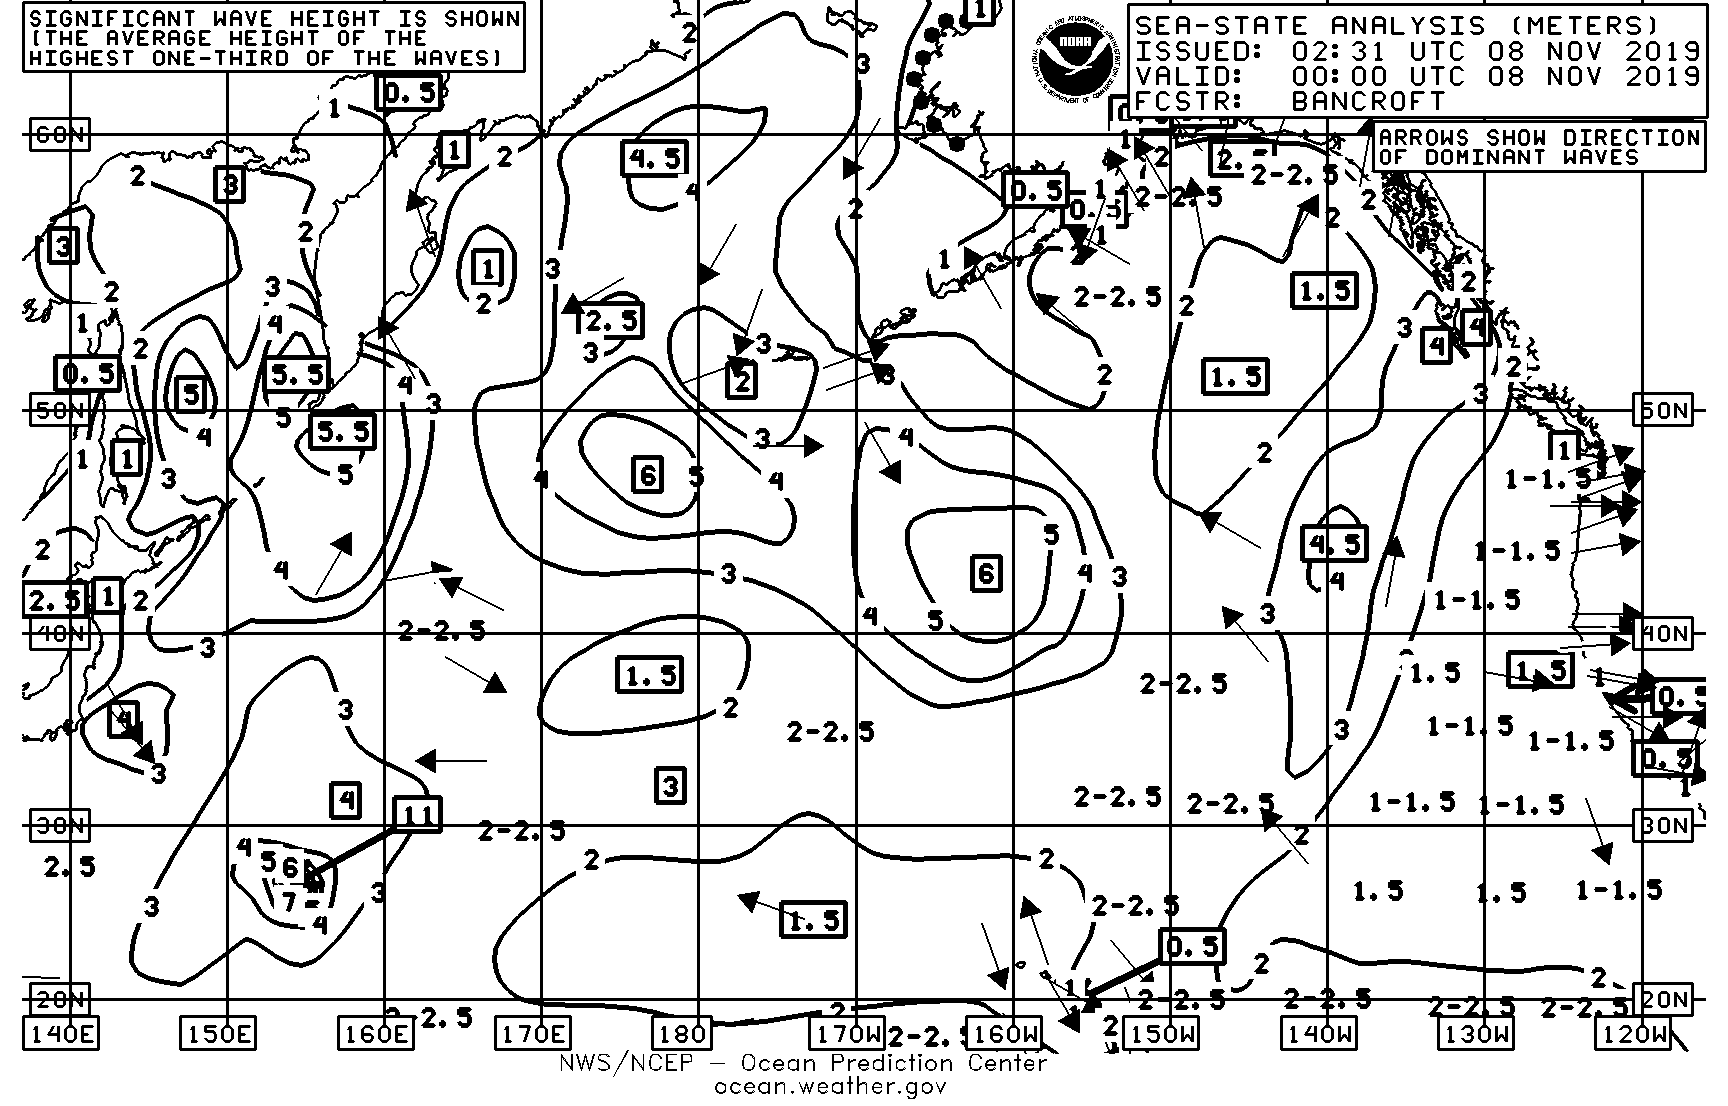 SIGNIFICANT WAVE HEIGHT IS SHOWN
(THE AVERAGE HEIGHT OF THE
HIGHEST ONE-THIRD OF THE WAVES)
SEA-STATE ANALYSIS (METERS)
ISSUED: 02:31 UTC 08 NOV 2019
VALID: 00:00 UTC 08 NOV 2019
FCSTR: BANCROFT
ARROWS SHOW DIRECTION
OF DOMINANT WAVES
NOAA
2 1
3
0.5
1
60N
1 2 1 2
4.5 2.
2 3 4 0.5 1 2-2.5 2-2.5 2
2 2 2
3 2 1 1
1 3 1 2-2.5 1.5 2
2 3 2 2
1 4 2.5 3 3 4 4
2 3 2
0.5 5 5.5 4 2 3 2 1.5 3
50N 5 3 50N
4 5.5 3 4 2 1
1 1 3 5 4 6 5 4 1-1.5
2 5 4.5 1-1.5
4 3 6 4 3 4
2.5 1 2 4 5 3 1-1.5
40N 3 2-2.5 40N
1.5 2-2.5 1.5 1.5 1
4 3 2 2-2.5 3 1-1.5 1-1.5 0.5
3 3 0.5
4 11 2-2.5 2-2.5 1-1.5 1-1.5 1
30N 2-2.5 2 30N
2.5 4 5 6 2 2
3 7 4 3 1.5 2-2.5 1.5 1.5 1-1.5
0.5 2 2
20N 1 2-2.5 2-2.5 2-2.5 2-2.5 20N
2.5 2-2. 2
140E 150E 160E 170E 180 170W 160W 150W 140W 130W 120W
NWS/NCEP – Ocean Prediction Center
ocean.weather.gov